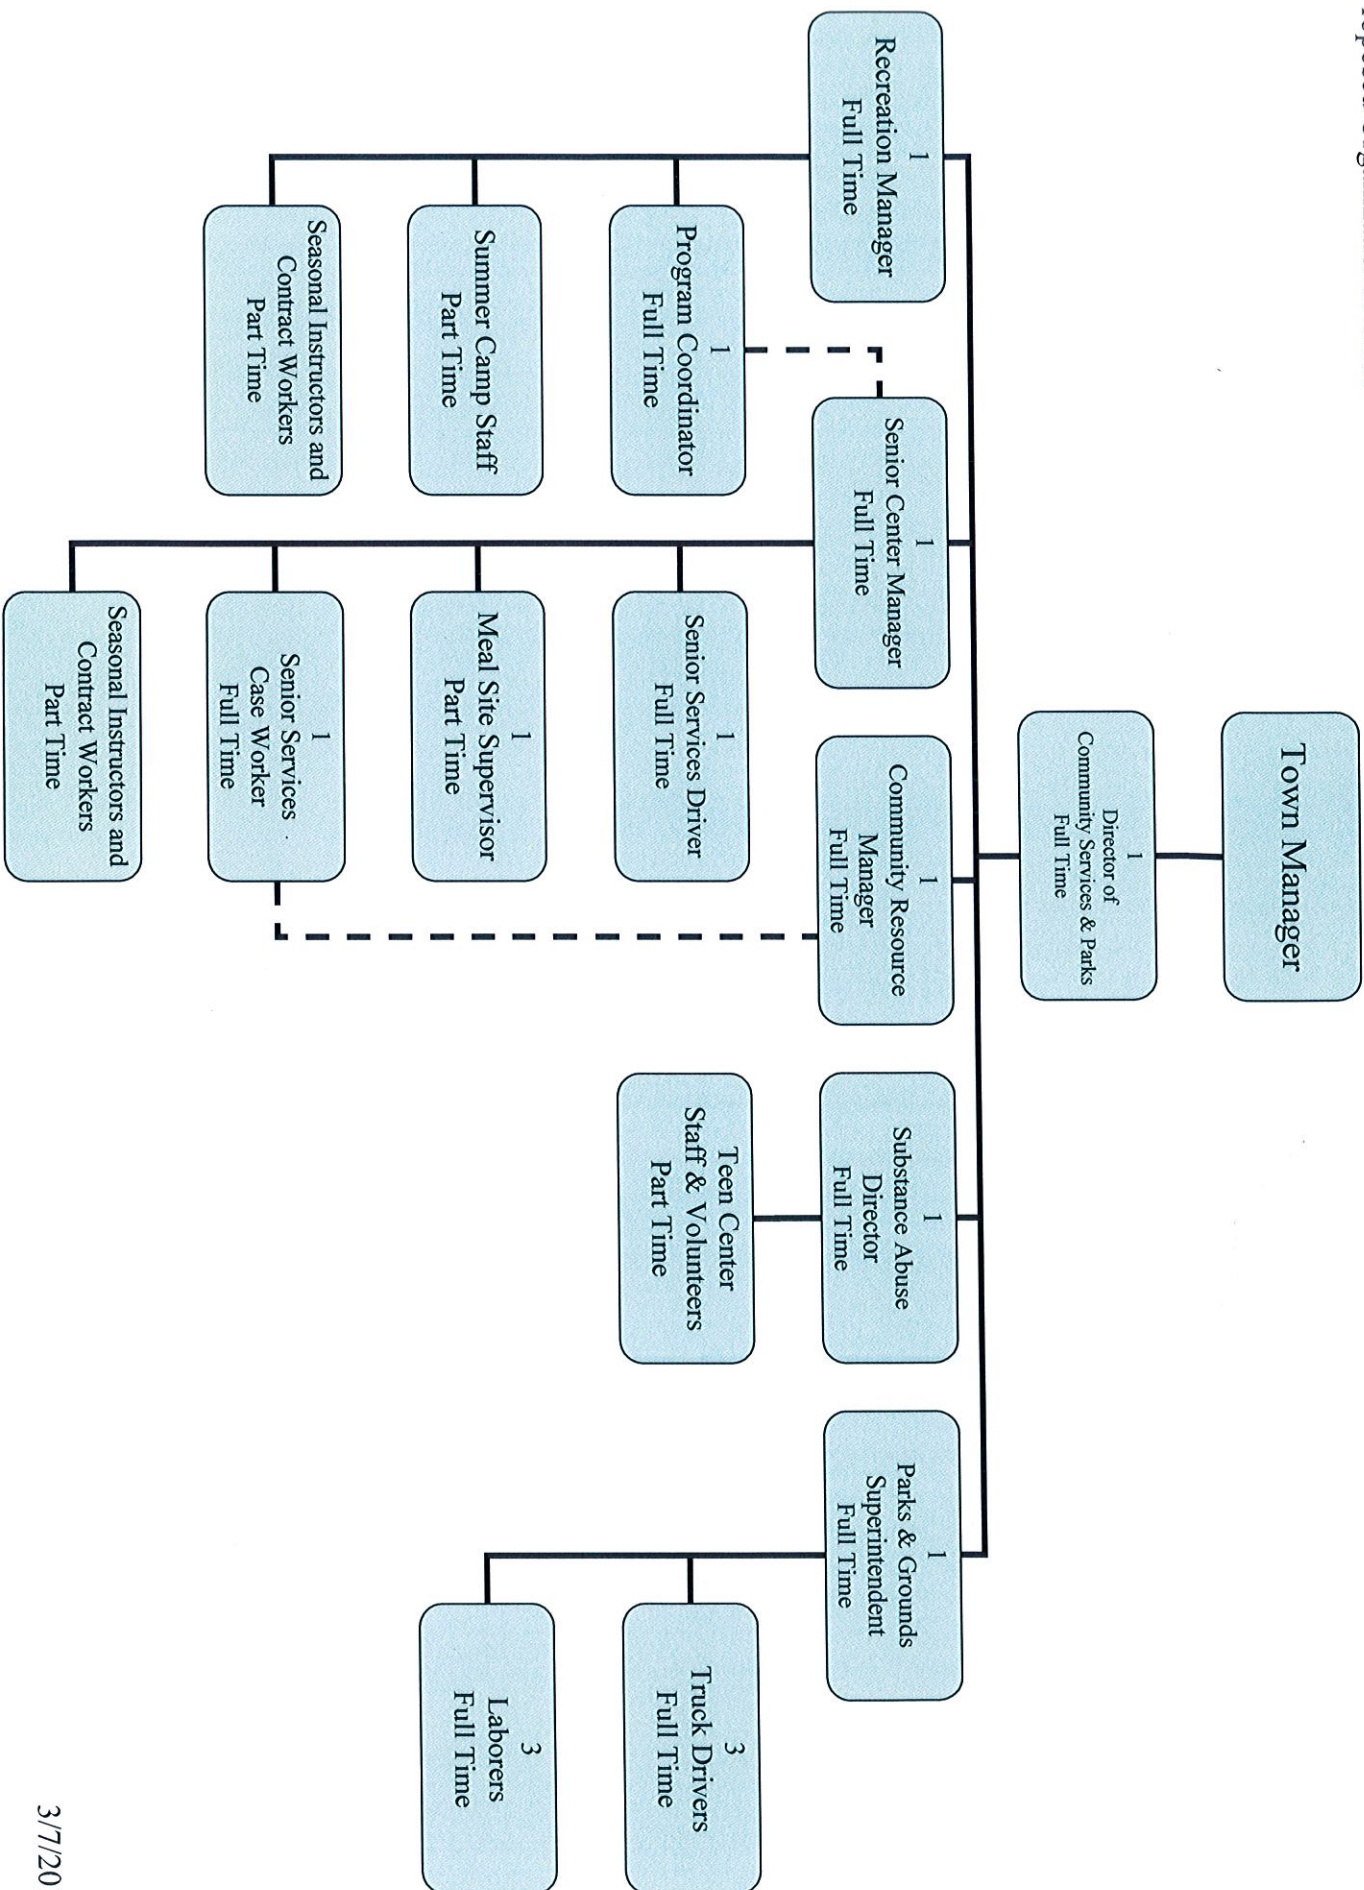 Town Manager
1
Director of
Community Services & Parks
Full Time
1
Recreation Manager
Full Time
1
Senior Center Manager
Full Time
1
Community Resource
Manager
Full Time
1
Substance Abuse
Director
Full Time
1
Parks & Grounds
Superintendent
Full Time
1
Program Coordinator
Full Time
Summer Camp Staff
Part Time
Seasonal Instructors and
Contract Workers
Part Time
1
Senior Services Driver
Full Time
1
Meal Site Supervisor
Part Time
1
Senior Services
Case Worker
Full Time
Seasonal Instructors and
Contract Workers
Part Time
Teen Center
Staff & Volunteers
Part Time
3
Truck Drivers
Full Time
3
Laborers
Full Time
3/7/20